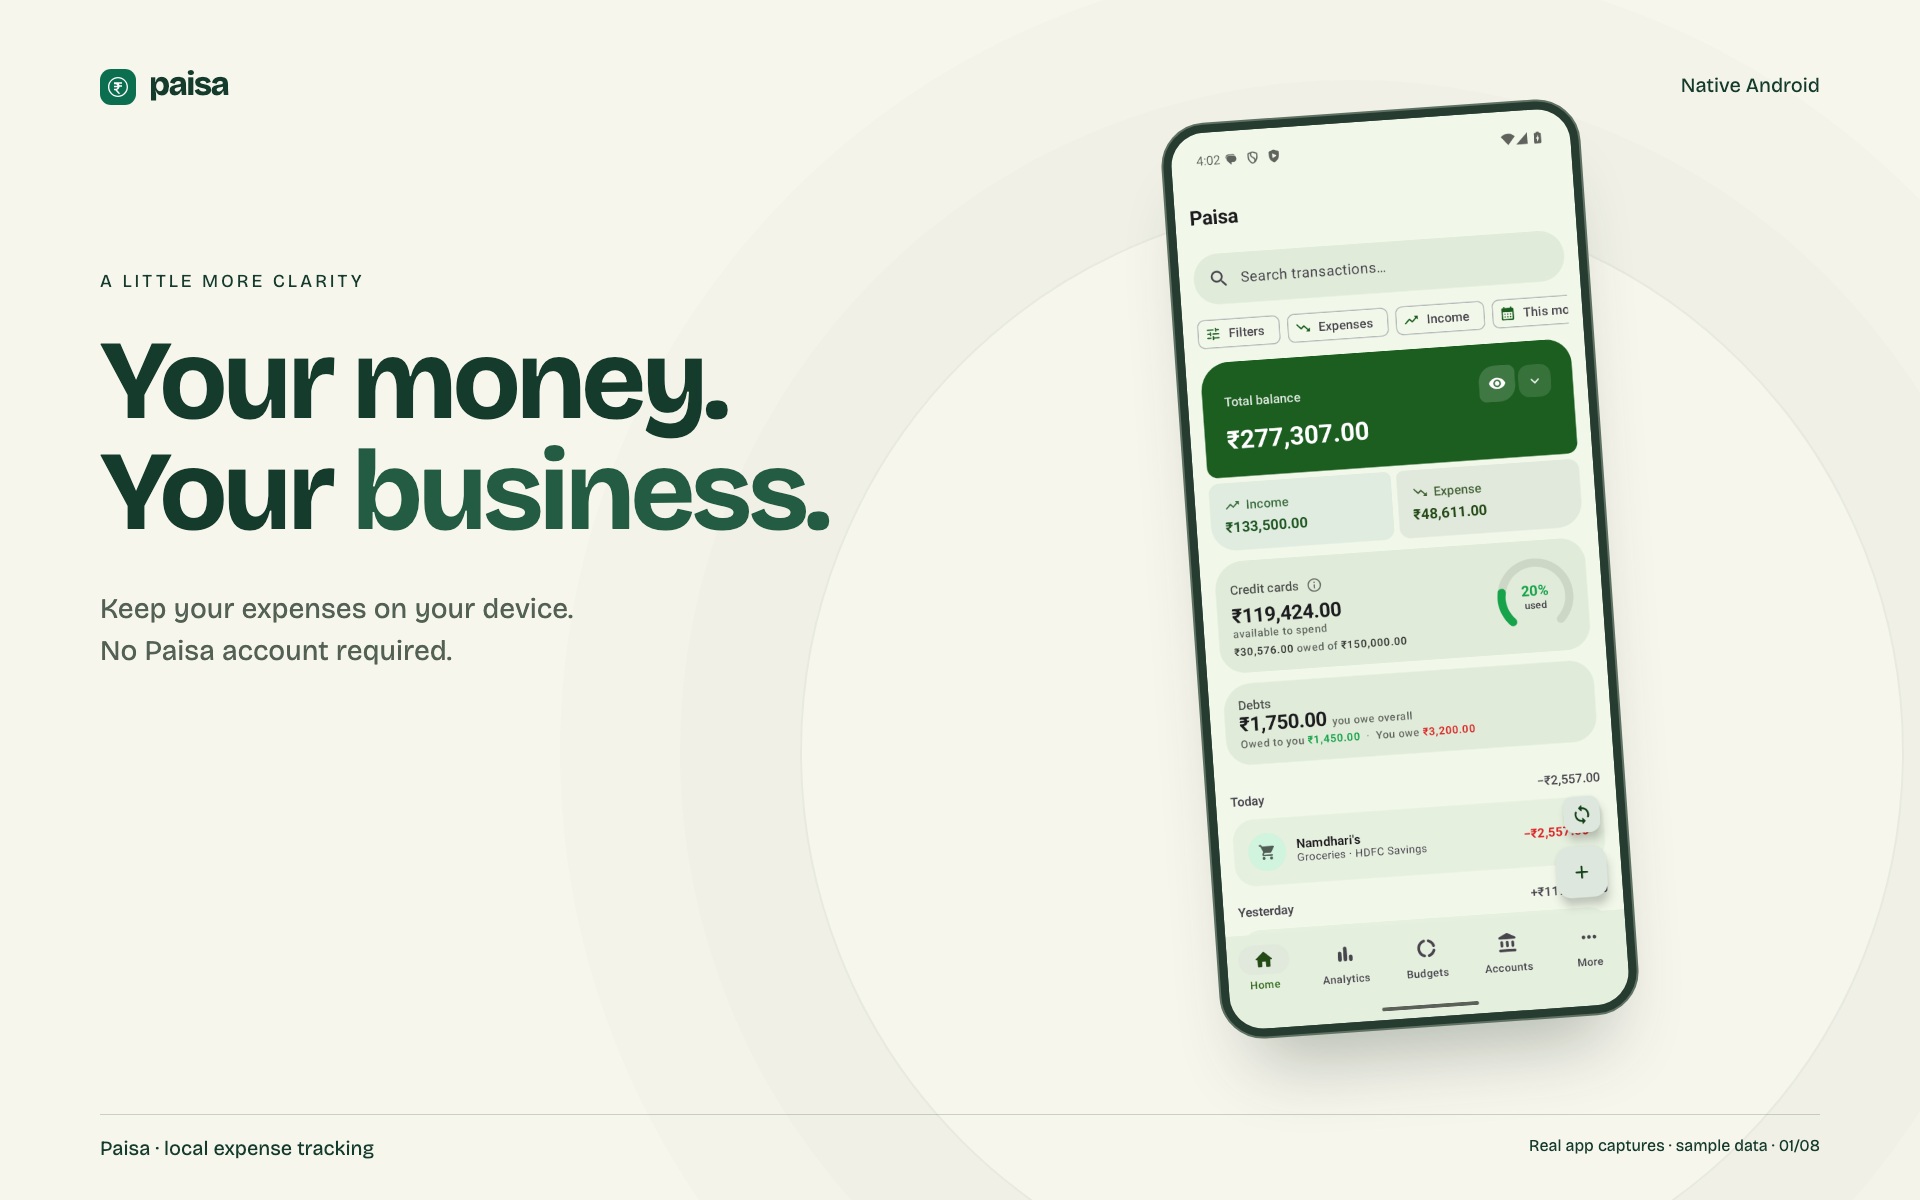 paisa
Native Android
A LITTLE MORE CLARITY
Your money.
Your business.
Keep your expenses on your device.
No Paisa account required.
4:02
Paisa
Search transactions...
Filters
Expenses
Income
This mo
Total balance
₹277,307.00
Income
₹133,500.00
Expense
₹48,611.00
Credit cards
₹119,424.00
available to spend
₹30,576.00 owed of ₹150,000.00
20%
used
Debts
₹1,750.00 you owe overall
Owed to you ₹1,450.00 · You owe ₹3,200.00
Today
−₹2,557.00
Namdhari's
Groceries · HDFC Savings
−₹2,557
Yesterday
+₹11
Home
Analytics
Budgets
Accounts
More
Paisa · local expense tracking
Real app captures · sample data · 01/08